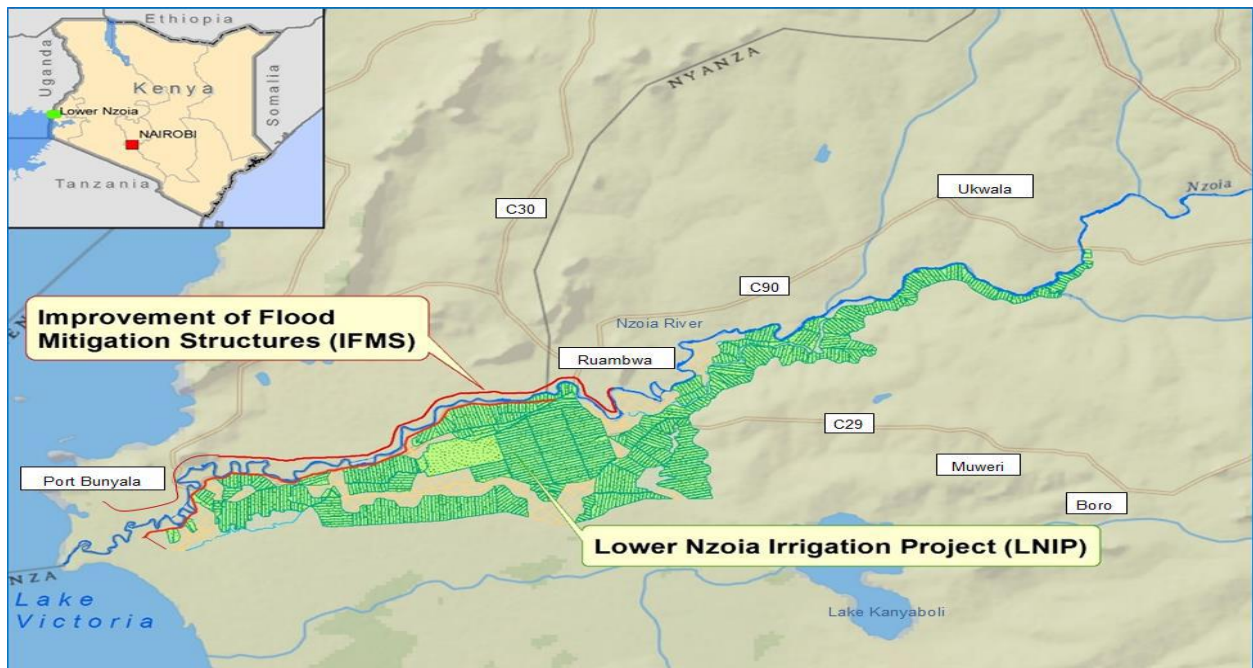 Ethiopia
Uganda
Kenya
Somalia
Lower Nzoia
NAIROBI
Tanzania
NYANZA
Ukwala
Nzoia
C30
C90
Improvement of Flood
Mitigation Structures (IFMS)
Nzoia River
Ruambwa
C29
Port Bunyala
Muweri
Boro
Lower Nzoia Irrigation Project (LNIP)
NZA
Lake
Victoria
Lake Kanyaboli